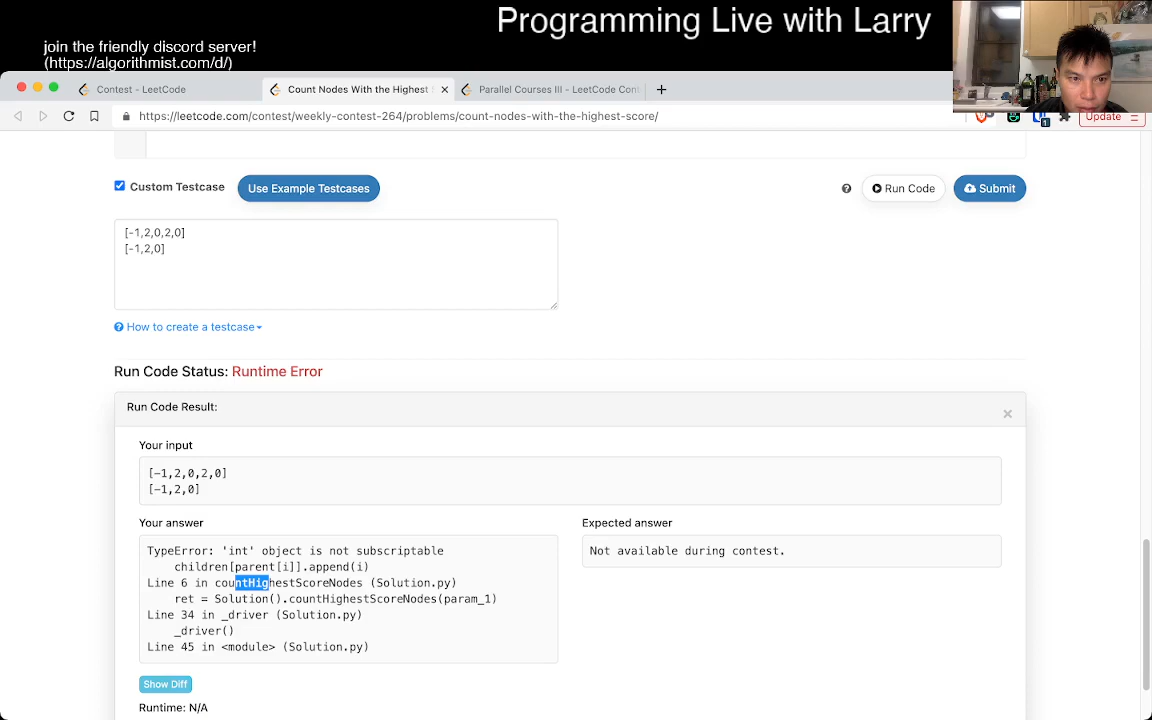 Programming Live with Larry
join the friendly discord server!
(https://algorithmist.com/d/)
Contest - LeetCode
Count Nodes With the Highest
Parallel Courses III - LeetCode Cont
https://leetcode.com/contest/weekly-contest-264/problems/count-nodes-with-the-highest-score/
1
Update
Custom Testcase
Use Example Testcases
Run Code
Submit
[-1,2,0,2,0]
[-1,2,0]
How to create a testcase
Run Code Status: Runtime Error
Run Code Result:
Your input
[-1,2,0,2,0]
[-1,2,0]
Your answer
TypeError: 'int' object is not subscriptable
children[parent[i]].append(i)
Line 6 in countHighestScoreNodes (Solution.py)
ret = Solution().countHighestScoreNodes(param_1)
Line 34 in _driver (Solution.py)
_driver()
Line 45 in <module> (Solution.py)
Expected answer
Not available during contest.
Show Diff
Runtime: N/A